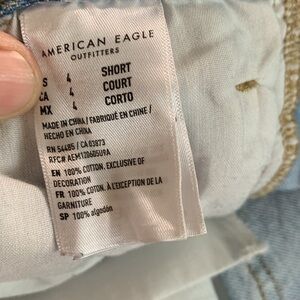 AMERICAN EAGLE
OUTFITTERS
S 4 SHORT
CA 4 COURT
MX 4 CORTO
MADE IN CHINA / FABRIQUÉ EN CHINE /
HECHO EN CHINA
RN 54485 / CA 03873
RFC# AEM120605U9A
EN 100% COTTON. EXCLUSIVE OF
DECORATION
FR 100% COTON. À L'EXCEPTION DE LA
GARNITURE
SP 100% algodón